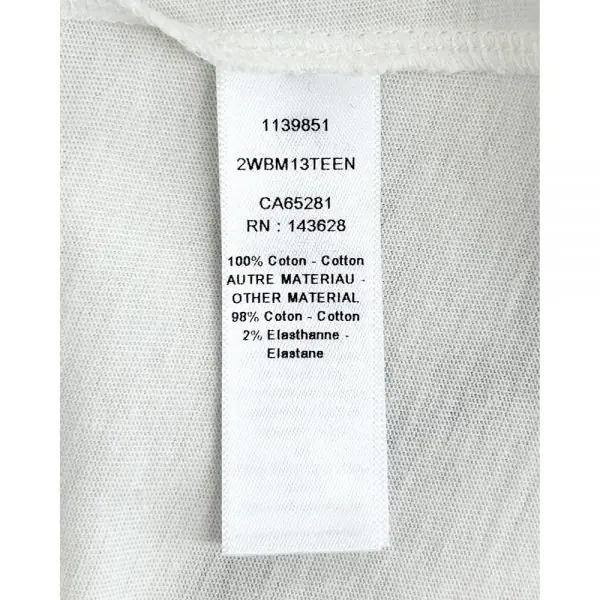 1139851
2WBM13TEEN
CA65281
RN : 143628
100% Coton - Cotton
AUTRE MATERIAU -
OTHER MATERIAL
98% Coton - Cotton
2% Elasthanne -
Elastane